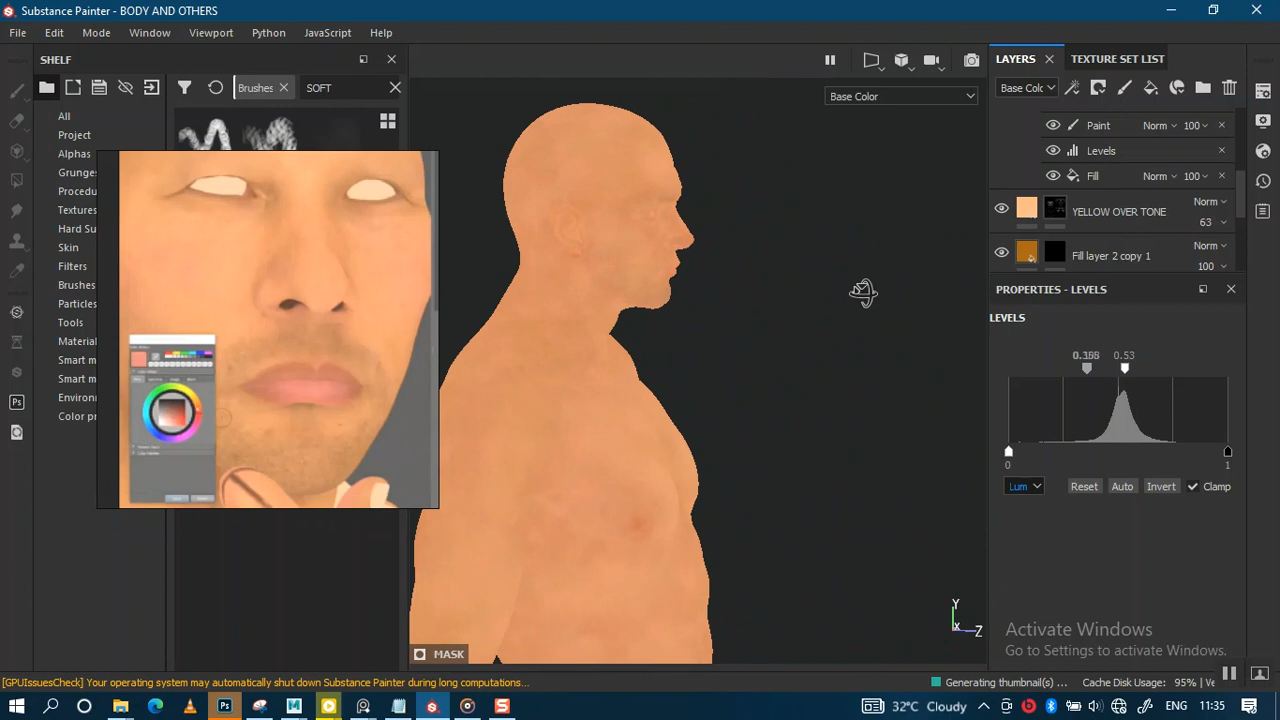 Substance Painter - BODY AND OTHERS
File Edit Mode Window Viewport Python JavaScript Help
SHELF
Brushes
SOFT
All
Project
Alphas
Grunges
Procedu
Textures
Hard Su
Skin
Filters
Brushes
Particles
Tools
Materia
Smart m
Smart m
Environ
Color pr
Base Color
MASK
LAYERS
TEXTURE SET LIST
Base Colc
Paint Norm 100
Levels
Fill Norm 100
YELLOW OVER TONE
Norm
63
Fill layer 2 copy 1
Norm
100
PROPERTIES - LEVELS
LEVELS
0.188 0.53
0 1
Lum Reset Auto Invert Clamp
Y
X
Z
Activate Windows
Go to Settings to activate Windows.
[GPUIssuesCheck] Your operating system may automatically shut down Substance Painter during long computations...
Generating thumbnail(s) ...
Cache Disk Usage: 95% | Ve
Ps
32°C Cloudy
ENG 11:35